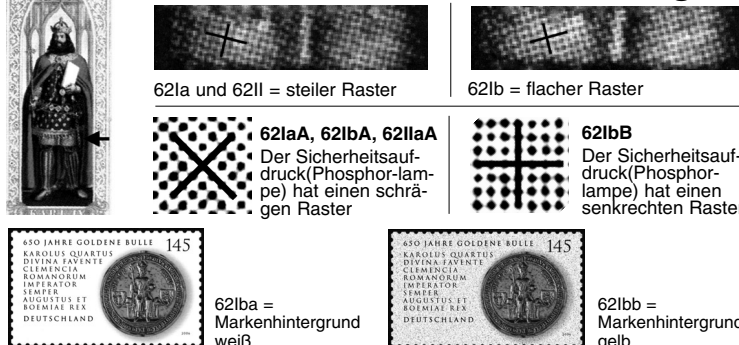 62Ia und 62II = steiler Raster
62Ib = flacher Raster
62IaA, 62IbA, 62IIaA
Der Sicherheitsauf-
druck(Phosphor-lam-
pe) hat einen schrä-
gen Raster
62IbB
Der Sicherheitsauf-
druck(Phosphor-
lampe) hat einen
senkrechten Raster
650 JAHRE GOLDENE BULLE 145
KAROLUS QUARTUS
DIVINA FAVENTE
CLEMENCIA
ROMANORUM
IMPERATOR
SEMPER
AUGUSTUS ET
BOEMIAE REX
DEUTSCHLAND
62Iba =
Markenhintergrund
weiß
650 JAHRE GOLDENE BULLE 145
KAROLUS QUARTUS
DIVINA FAVENTE
CLEMENCIA
ROMANORUM
IMPERATOR
SEMPER
AUGUSTUS ET
BOEMIAE REX
DEUTSCHLAND
62Ibb =
Markenhintergrund
gelb